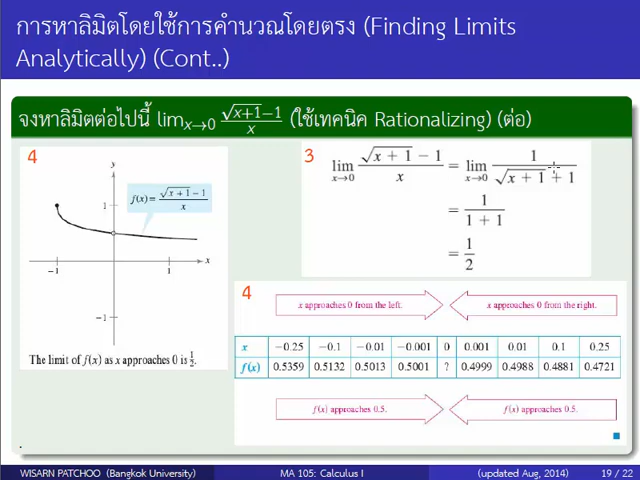 การหาลิมิตโดยใช้การคำนวณโดยตรง (Finding Limits
Analytically) (Cont..)
จงหาลิมิตต่อไปนี้ lim_{x→0} (√(x+1)−1)/x (ใช้เทคนิค Rationalizing) (ต่อ)
4
y
f(x) = (√(x+1) − 1)/x
1
x
−1
1
−1
The limit of f(x) as x approaches 0 is 1/2.
3
lim_{x→0} (√(x + 1) − 1)/x = lim_{x→0} 1/(√(x + 1) + 1)
= 1/(1 + 1)
= 1/2
4
x approaches 0 from the left.
x approaches 0 from the right.
x −0.25 −0.1 −0.01 −0.001 0 0.001 0.01 0.1 0.25
f(x) 0.5359 0.5132 0.5013 0.5001 ? 0.4999 0.4988 0.4881 0.4721
f(x) approaches 0.5.
f(x) approaches 0.5.
.
WISARN PATCHOO (Bangkok University) MA 105: Calculus I (updated Aug, 2014) 19 / 22